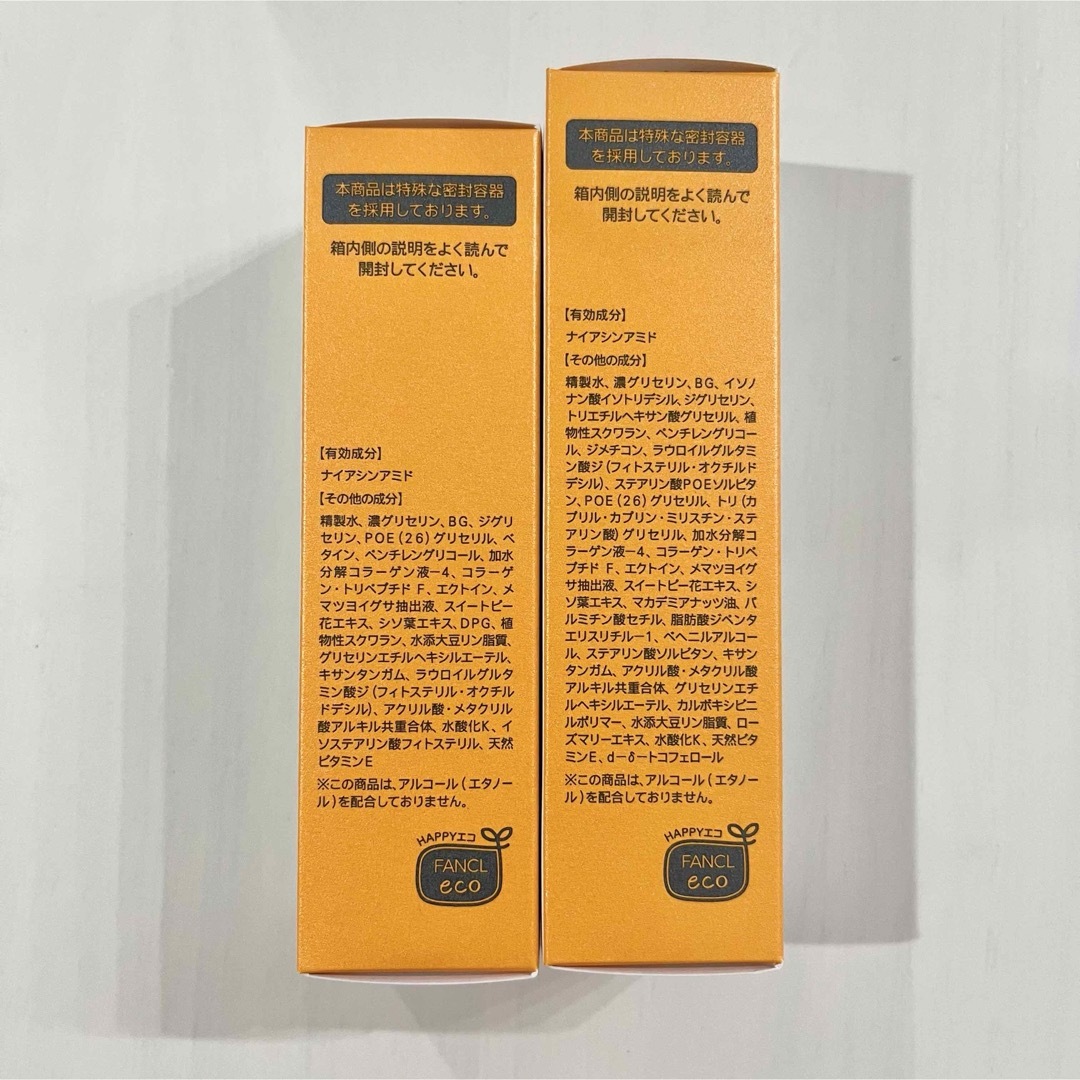 本商品は特殊な密封容器
を採用しております。
箱内側の説明をよく読んで
開封してください。
【有効成分】
ナイアシンアミド
【その他の成分】
精製水、濃グリセリン、BG、ジグリ
セリン、POE(26)グリセリル、ベ
タイン、ペンチレングリコール、加水
分解コラーゲン液－4、コラーゲ
ン・トリペプチド F、エクトイン、メ
マツヨイグサ抽出液、スイートピー
花エキス、シソ葉エキス、DPG、植
物性スクワラン、水添大豆リン脂質、
グリセリンエチルヘキシルエーテル、
キサンタンガム、ラウロイルグルタ
ミン酸ジ(フィトステリル・オクチル
ドデシル)、アクリル酸・メタクリル
酸アルキル共重合体、水酸化K、イ
ソステアリン酸フィトステリル、天然
ビタミンE
※この商品は、アルコール(エタノー
ル)を配合しておりません。
HAPPYエコ
FANCL
eco
本商品は特殊な密封容器
を採用しております。
箱内側の説明をよく読んで
開封してください。
【有効成分】
ナイアシンアミド
【その他の成分】
精製水、濃グリセリン、BG、イソノ
ナン酸イソトリデシル、ジグリセリン、
トリエチルヘキサン酸グリセリル、植
物性スクワラン、ペンチレングリコー
ル、ジメチコン、ラウロイルグルタミ
ン酸ジ(フィトステリル・オクチルド
デシル)、ステアリン酸POEソルビタ
ン、POE(26)グリセリル、トリ(カ
プリル・カプリン・ミリスチン・ステ
アリン酸)グリセリル、加水分解コ
ラーゲン液－4、コラーゲン・トリペ
プチド F、エクトイン、メマツヨイグ
サ抽出液、スイートピー花エキス、シ
ソ葉エキス、マカデミアナッツ油、パ
ルミチン酸セチル、脂肪酸ジペンタ
エリスリチル－1、ベヘニルアルコー
ル、ステアリン酸ソルビタン、キサン
タンガム、アクリル酸・メタクリル酸
アルキル共重合体、グリセリンエチ
ルヘキシルエーテル、カルボキシビニ
ルポリマー、水添大豆リン脂質、ロー
ズマリーエキス、水酸化K、天然ビタ
ミンE、d－δ－トコフェロール
※この商品は、アルコール(エタノー
ル)を配合しておりません。
HAPPYエコ
FANCL
eco